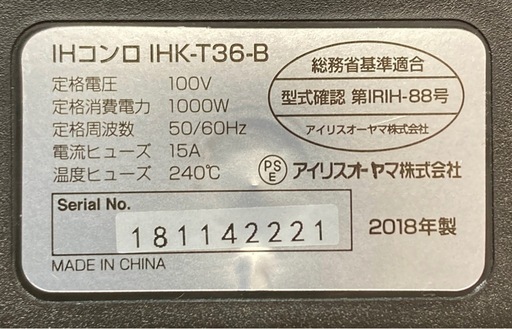 IHコンロ IHK-T36-B
定格電圧 100V
定格消費電力 1000W
定格周波数 50/60Hz
電流ヒューズ 15A
温度ヒューズ 240℃
総務省基準適合
型式確認 第IRIH-88号
アイリスオーヤマ株式会社
PSE アイリスオーヤマ株式会社
Serial No.
181142221
2018年製
MADE IN CHINA